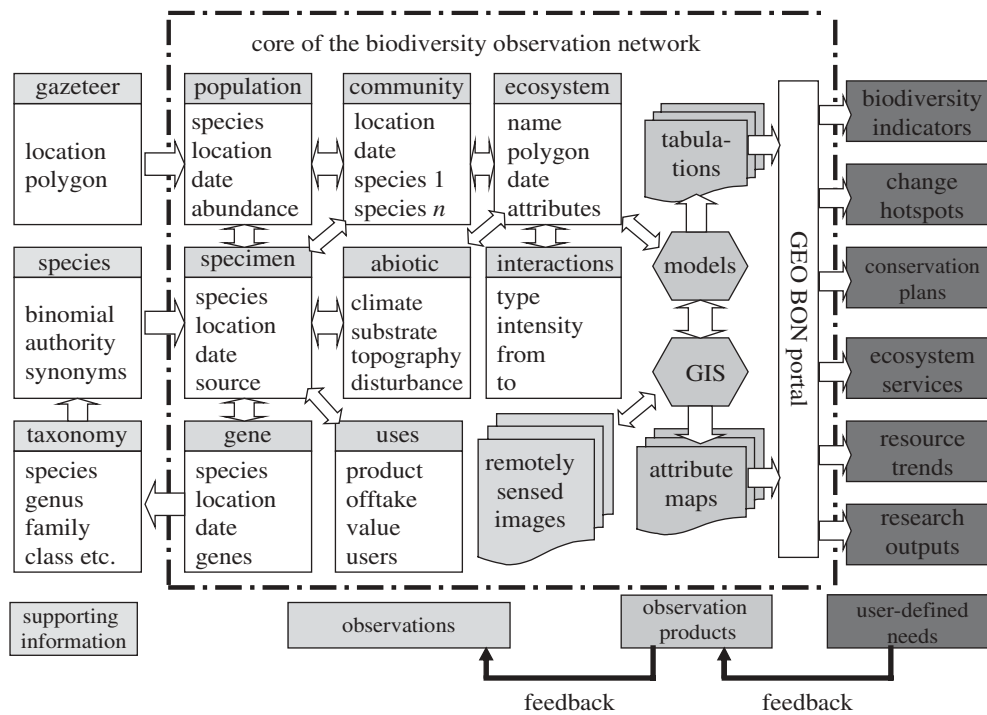 core of the biodiversity observation network
gazeteer
location
polygon
population
species
location
date
abundance
community
location
date
species 1
species n
ecosystem
name
polygon
date
attributes
tabula-
tions
biodiversity
indicators
change
hotspots
species
binomial
authority
synonyms
specimen
species
location
date
source
abiotic
climate
substrate
topography
disturbance
interactions
type
intensity
from
to
models
GIS
GEO BON
portal
conservation
plans
ecosystem
services
taxonomy
species
genus
family
class etc.
gene
species
location
date
genes
uses
product
offtake
value
users
remotely
sensed
images
attribute
maps
resource
trends
research
outputs
supporting
information
observations
observation
products
user-defined
needs
feedback
feedback